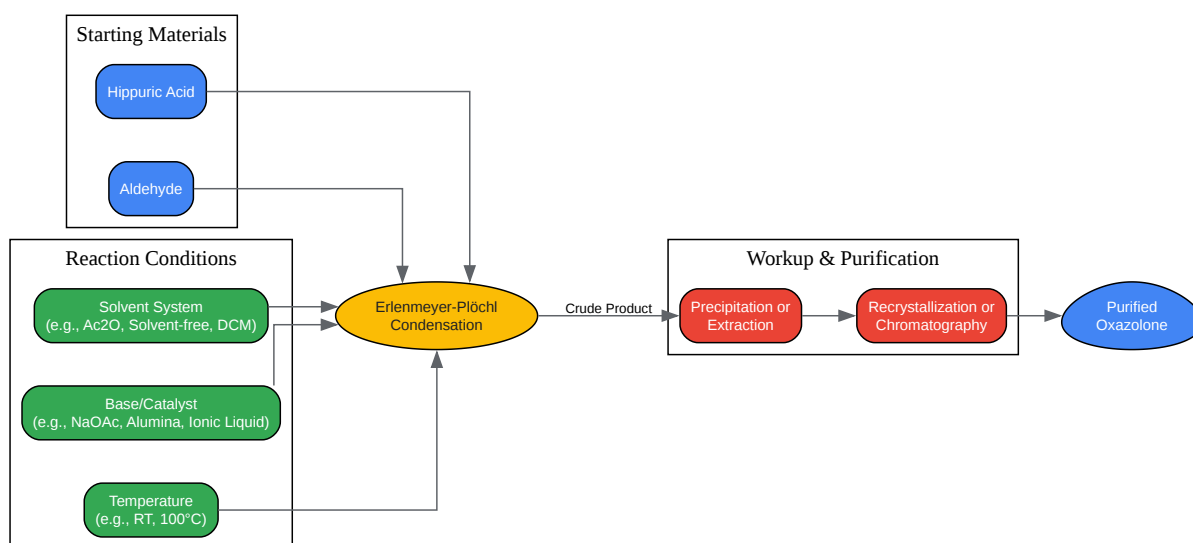 Starting Materials
Hippuric Acid
Aldehyde
Reaction Conditions
Solvent System
(e.g., Ac2O, Solvent-free, DCM)
Base/Catalyst
(e.g., NaOAc, Alumina, Ionic Liquid)
Temperature
(e.g., RT, 100°C)
Erlenmeyer-Plöchl
Condensation
Crude Product
Workup & Purification
Precipitation or
Extraction
Recrystallization or
Chromatography
Purified
Oxazolone